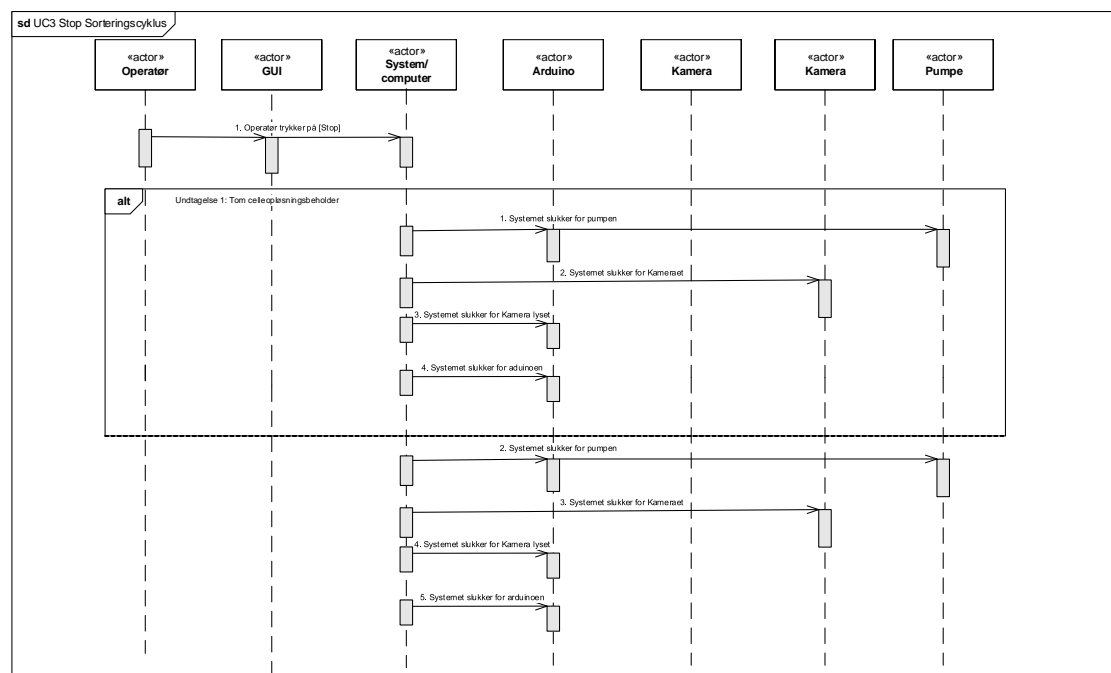 sd UC3 Stop Sorteringscyklus
«actor»
Operatør
«actor»
GUI
«actor»
System/
computer
«actor»
Arduino
«actor»
Kamera
«actor»
Kamera
«actor»
Pumpe
1. Operatør trykker på [Stop]
alt
Undtagelse 1: Tom celleopløsningsbeholder
1. Systemet slukker for pumpen
2. Systemet slukker for Kameraet
3. Systemet slukker for Kamera lyset
4. Systemet slukker for aduinoen
2. Systemet slukker for pumpen
3. Systemet slukker for Kameraet
4. Systemet slukker for Kamera lyset
5. Systemet slukker for arduinoen